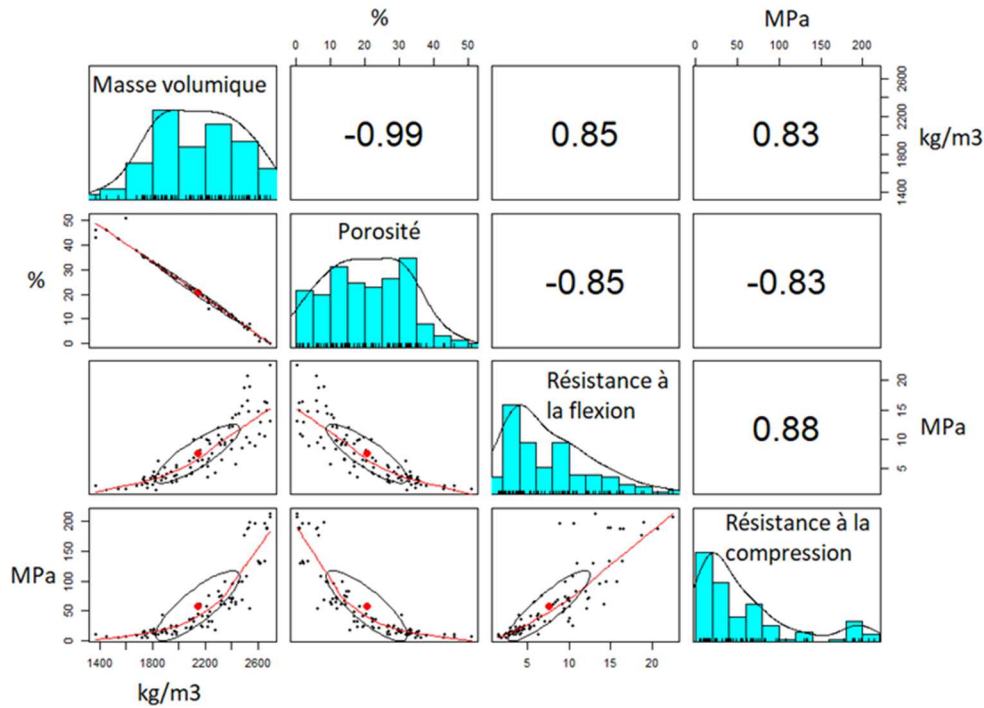 %
MPa
0 10 20 30 40 50
0 50 100 150 200
Masse volumique
-0.99
0.85
0.83
1400 1800 2200 2600
kg/m3
%
0 10 20 30 40 50
Porosité
-0.85
-0.83
Résistance à
la flexion
0.88
5 10 15 20
MPa
MPa
0 50 100 150 200
Résistance à la
compression
1400 1800 2200 2600
5 10 15 20
kg/m3